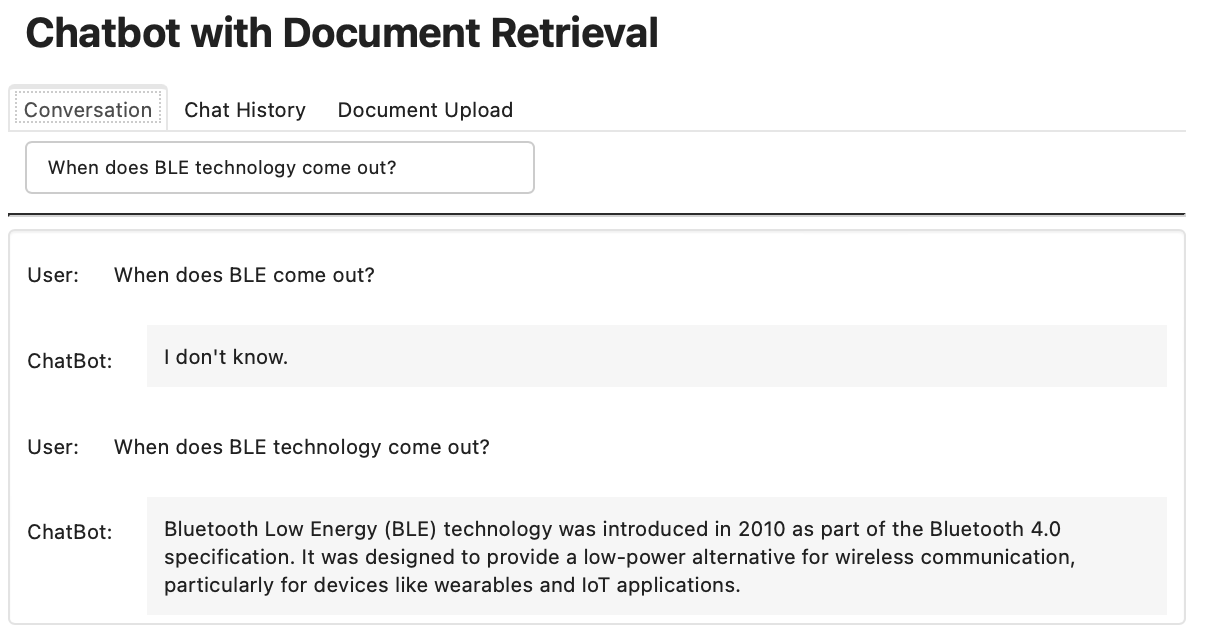 Chatbot with Document Retrieval
Conversation Chat History Document Upload
When does BLE technology come out?
User: When does BLE come out?
ChatBot: I don't know.
User: When does BLE technology come out?
ChatBot: Bluetooth Low Energy (BLE) technology was introduced in 2010 as part of the Bluetooth 4.0
specification. It was designed to provide a low-power alternative for wireless communication,
particularly for devices like wearables and IoT applications.